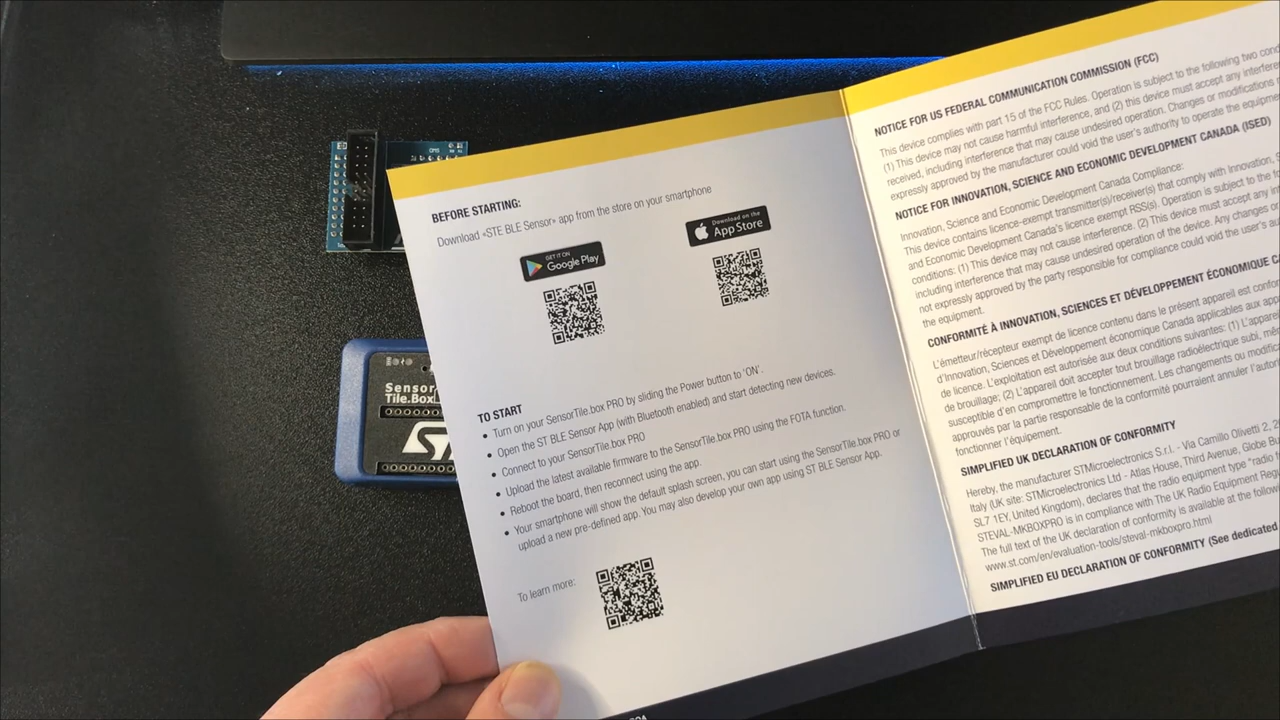 BEFORE STARTING:
Download «STE BLE Sensor» app from the store on your smartphone
GET IT ON
Google Play
Download on the
App Store
TO START
• Turn on your SensorTile.box PRO by sliding the Power button to 'ON'.
• Open the ST BLE Sensor App (with Bluetooth enabled) and start detecting new devices.
• Connect to your SensorTile.box PRO
• Upload the latest available firmware to the SensorTile.box PRO using the FOTA function.
• Reboot the board, then reconnect using the app.
• Your smartphone will show the default splash screen, you can start using the SensorTile.box PRO or
upload a new pre-defined app. You may also develop your own app using ST BLE Sensor App.
To learn more:
NOTICE FOR US FEDERAL COMMUNICATION COMMISSION (FCC)
This device complies with part 15 of the FCC Rules. Operation is subject to the following two
(1) This device may not cause harmful interference, and (2) this device must accept any
received, including interference that may cause undesired operation. Changes or modifications
expressly approved by the manufacturer could void the user's authority to operate the
NOTICE FOR INNOVATION, SCIENCE AND ECONOMIC DEVELOPMENT CANADA (ISED)
Innovation, Science and Economic Development Canada Compliance:
This device contains licence-exempt transmitter(s)/receiver(s) that comply with Innovation,
and Economic Development Canada's licence exempt RSS(s). Operation is subject to the
conditions: (1) This device may not cause interference. (2) This device must accept any
including interference that may cause undesired operation of the device. Any changes or
not expressly approved by the party responsible for compliance could void the user's
the equipment.
CONFORMITÉ À INNOVATION, SCIENCES ET DÉVELOPPEMENT ÉCONOMIQUE
L'émetteur/récepteur exempt de licence contenu dans le présent appareil est
d'Innovation, Sciences et Développement économique Canada applicables aux
de licence. L'exploitation est autorisée aux deux conditions suivantes: (1) L'appareil
de brouillage; (2) L'appareil doit accepter tout brouillage radioélectrique subi,
susceptible d'en compromettre le fonctionnement. Les changements ou
approuvés par la partie responsable de la conformité pourraient annuler
fonctionner l'équipement.
SIMPLIFIED UK DECLARATION OF CONFORMITY
Hereby, the manufacturer STMicroelectronics S.r.l. - Via Camillo Olivetti 2,
Italy (UK site: STMicroelectronics Ltd - Atlas House, Third Avenue, Globe
SL7 1EY, United Kingdom), declares that the radio equipment type "radio
STEVAL-MKBOXPRO is in compliance with The UK Radio Equipment
The full text of the UK declaration of conformity is available at the
www.st.com/en/evaluation-tools/steval-mkboxpro.html
SIMPLIFIED EU DECLARATION OF CONFORMITY (See dedicated
Sensor
Tile.Box